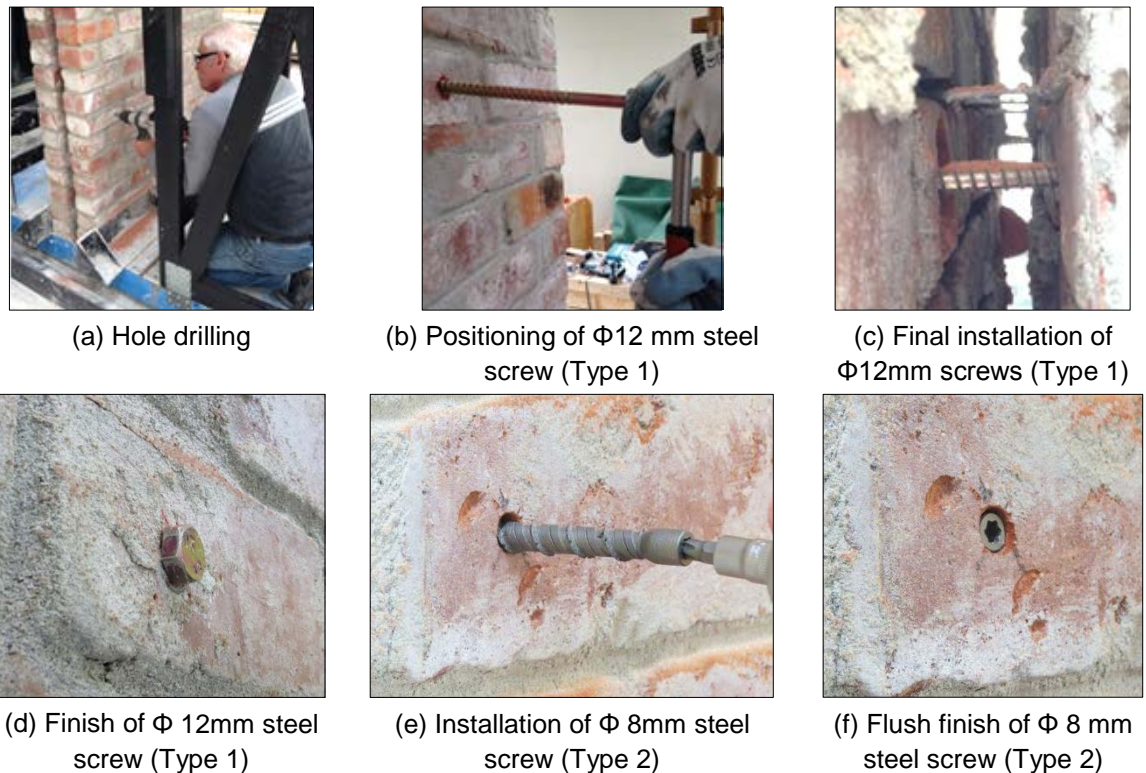 (a) Hole drilling
(b) Positioning of Φ12 mm steel
screw (Type 1)
(c) Final installation of
Φ12mm screws (Type 1)
(d) Finish of Φ 12mm steel
screw (Type 1)
(e) Installation of Φ 8mm steel
screw (Type 2)
(f) Flush finish of Φ 8 mm
steel screw (Type 2)